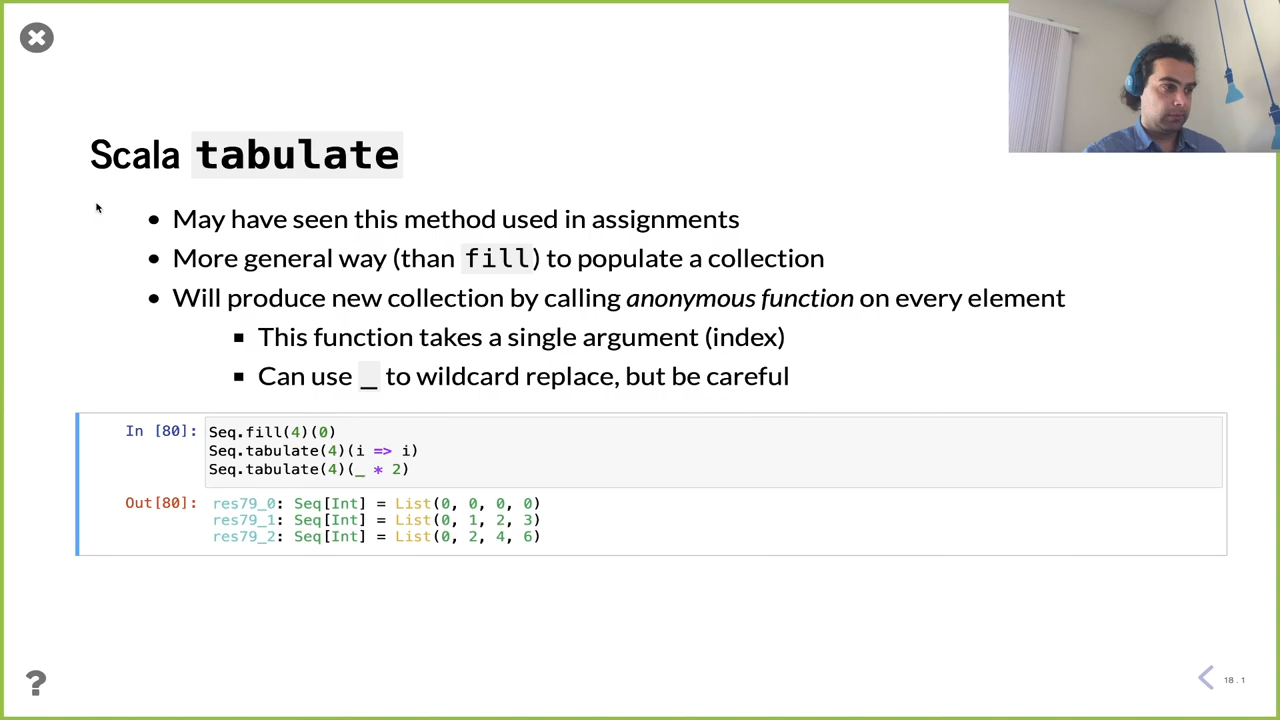 Scala tabulate
May have seen this method used in assignments
More general way (than fill) to populate a collection
Will produce new collection by calling anonymous function on every element
This function takes a single argument (index)
Can use _ to wildcard replace, but be careful
In [80]: Seq.fill(4)(0)
Seq.tabulate(4)(i => i)
Seq.tabulate(4)(_ * 2)
Out[80]: res79_0: Seq[Int] = List(0, 0, 0, 0)
res79_1: Seq[Int] = List(0, 1, 2, 3)
res79_2: Seq[Int] = List(0, 2, 4, 6)
?
18 . 1